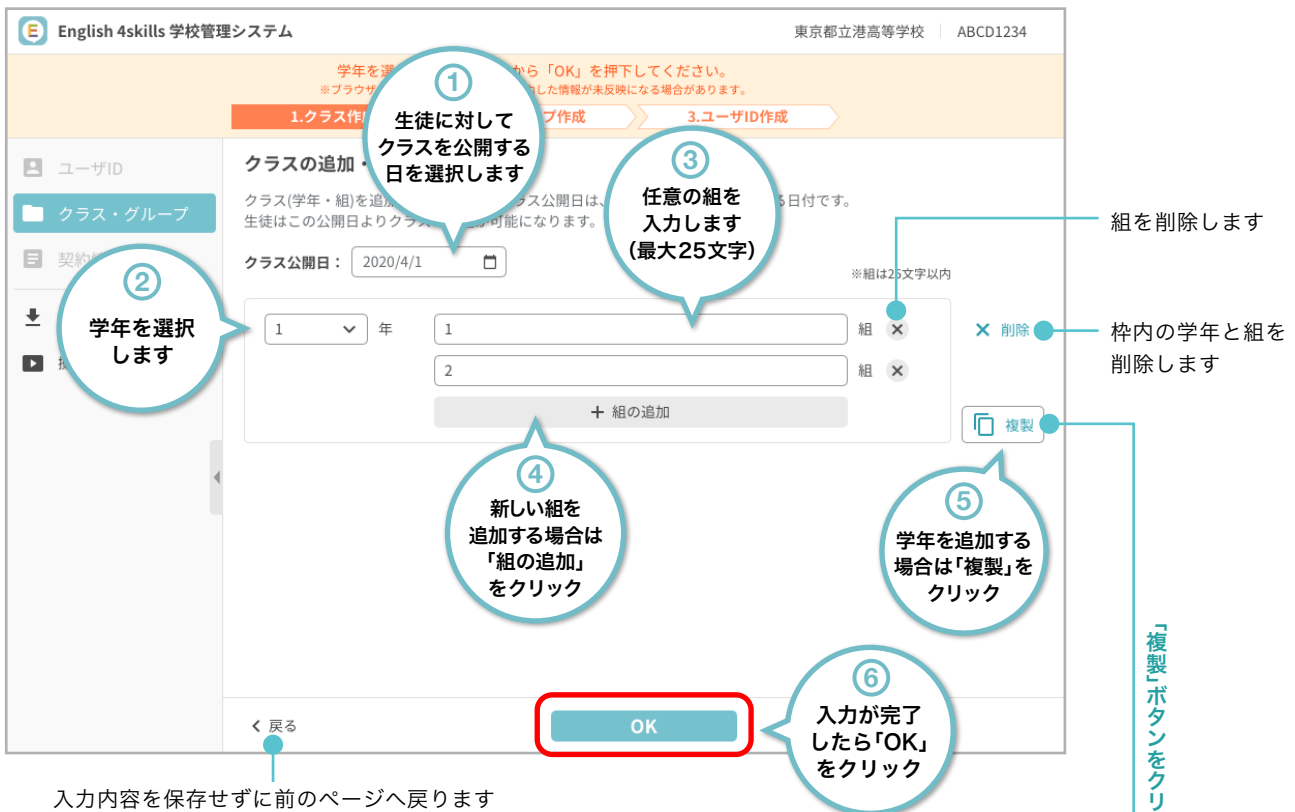 English 4skills 学校管理システム
東京都立港高等学校 ABCD1234
学年を選 から「OK」を押下してください。
※ブラウザ した情報が未反映になる場合があります。
1.クラス作成 プ作成 3.ユーザID作成
①
生徒に対して
クラスを公開する
日を選択します
ユーザID
クラス・グループ
契約
②
学年を選択
します
クラスの追加・
クラス(学年・組)を追加 ス公開日は、 日付です。
生徒はこの公開日よりクラス 可能になります。
③
任意の組を
入力します
(最大25文字)
クラス公開日： 2020/4/1
※組は25文字以内
1 年 1 組
2 組
+ 組の追加
組を削除します
削除
枠内の学年と組を
削除します
複製
④
新しい組を
追加する場合は
「組の追加」
をクリック
⑤
学年を追加する
場合は「複製」を
クリック
⑥
入力が完了
したら「OK」
をクリック
戻る
OK
入力内容を保存せずに前のページへ戻ります
「複製」ボタンをクリ